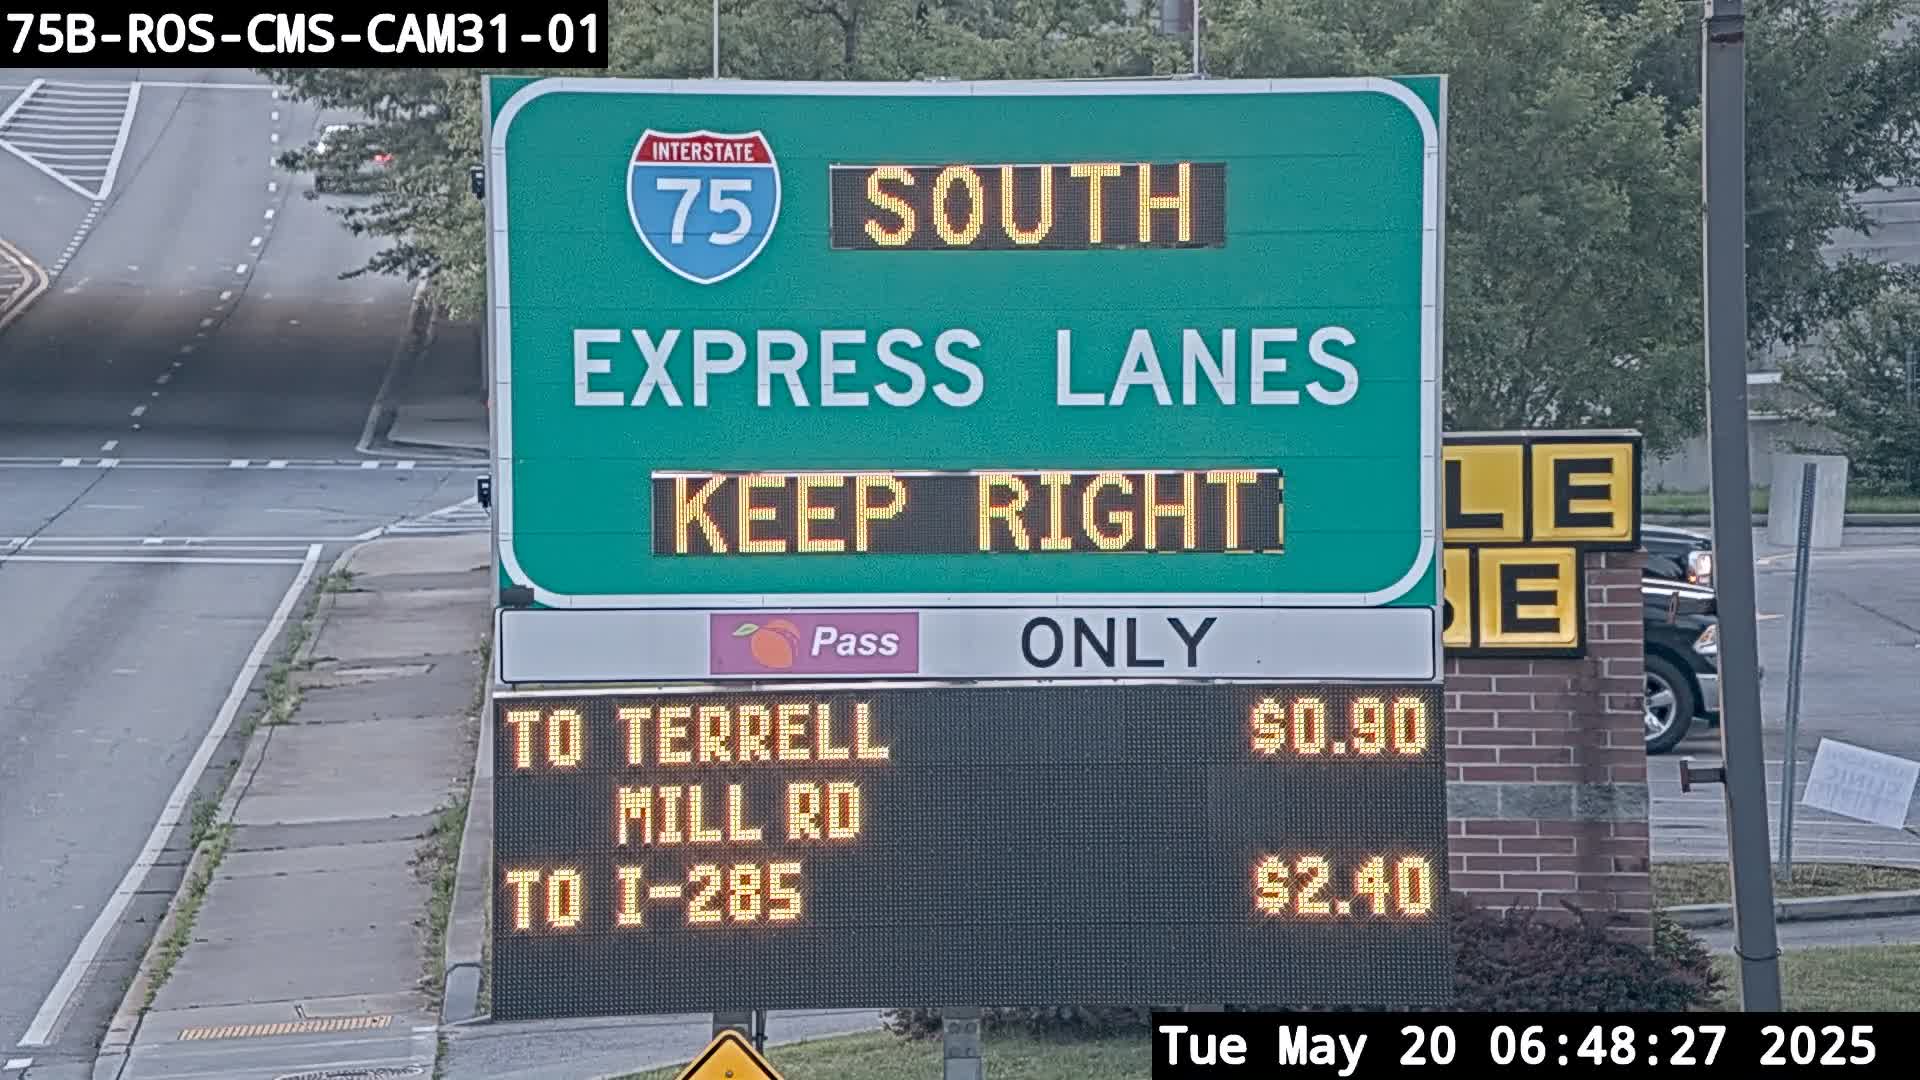 75B-ROS-CMS-CAM31-01
INTERSTATE
75
SOUTH
EXPRESS LANES
KEEP RIGHT
Pass ONLY
TO TERRELL $0.90
MILL RD
TO I-285 $2.40
LE
E
Tue May 20 06:48:27 2025